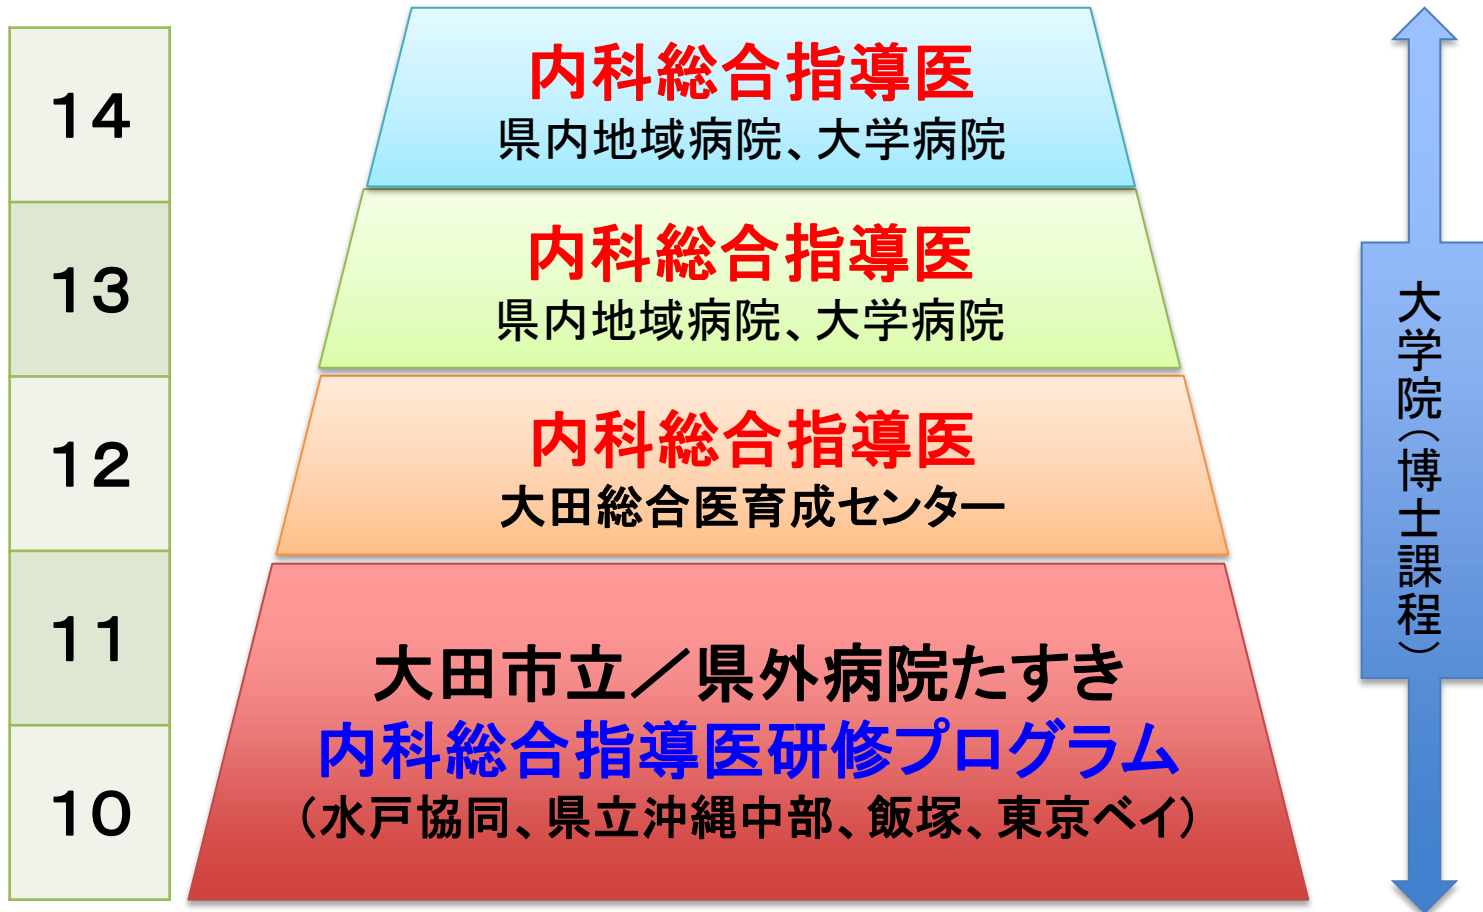 14
内科総合指導医
県内地域病院、大学病院
13
内科総合指導医
県内地域病院、大学病院
12
内科総合指導医
大田総合医育成センター
11
大田市立／県外病院たすき
内科総合指導医研修プログラム
10
（水戸協同、県立沖縄中部、飯塚、東京ベイ）
大学院（博士課程）